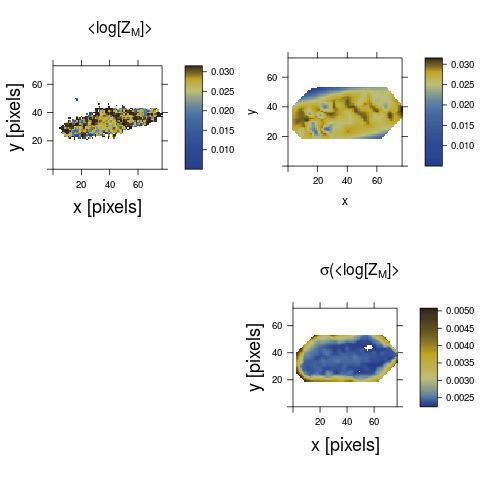 <log[Z_M]>
60
40
20
20 40 60
y [pixels]
x [pixels]
0.030
0.025
0.020
0.015
0.010
60
40
20
20 40 60
y
x
0.030
0.025
0.020
0.015
0.010
σ(<log[Z_M]>
60
40
20
20 40 60
y [pixels]
x [pixels]
0.0050
0.0045
0.0040
0.0035
0.0030
0.0025